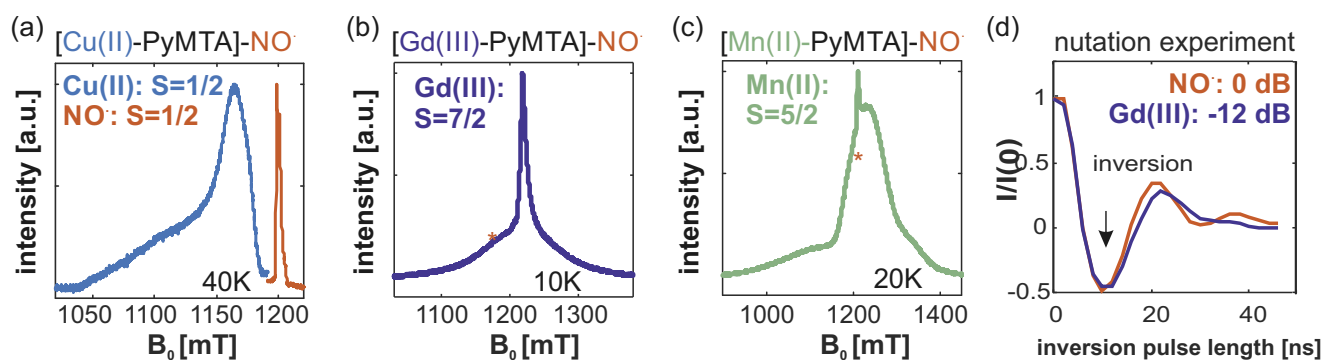 (a)
[Cu(II)-PyMTA]-NO·
Cu(II): S=1/2
NO·: S=1/2
40K
intensity [a.u.]
1050 1100 1150 1200
B₀ [mT]
(b)
[Gd(III)-PyMTA]-NO·
Gd(III):
S=7/2
*
10K
intensity [a.u.]
1100 1200 1300
B₀ [mT]
(c)
[Mn(II)-PyMTA]-NO·
Mn(II):
S=5/2
*
20K
intensity [a.u.]
1000 1200 1400
B₀ [mT]
(d)
nutation experiment
NO·: 0 dB
Gd(III): -12 dB
inversion
I/I(0)
1
0.5
0
-0.5
0 20 40
inversion pulse length [ns]